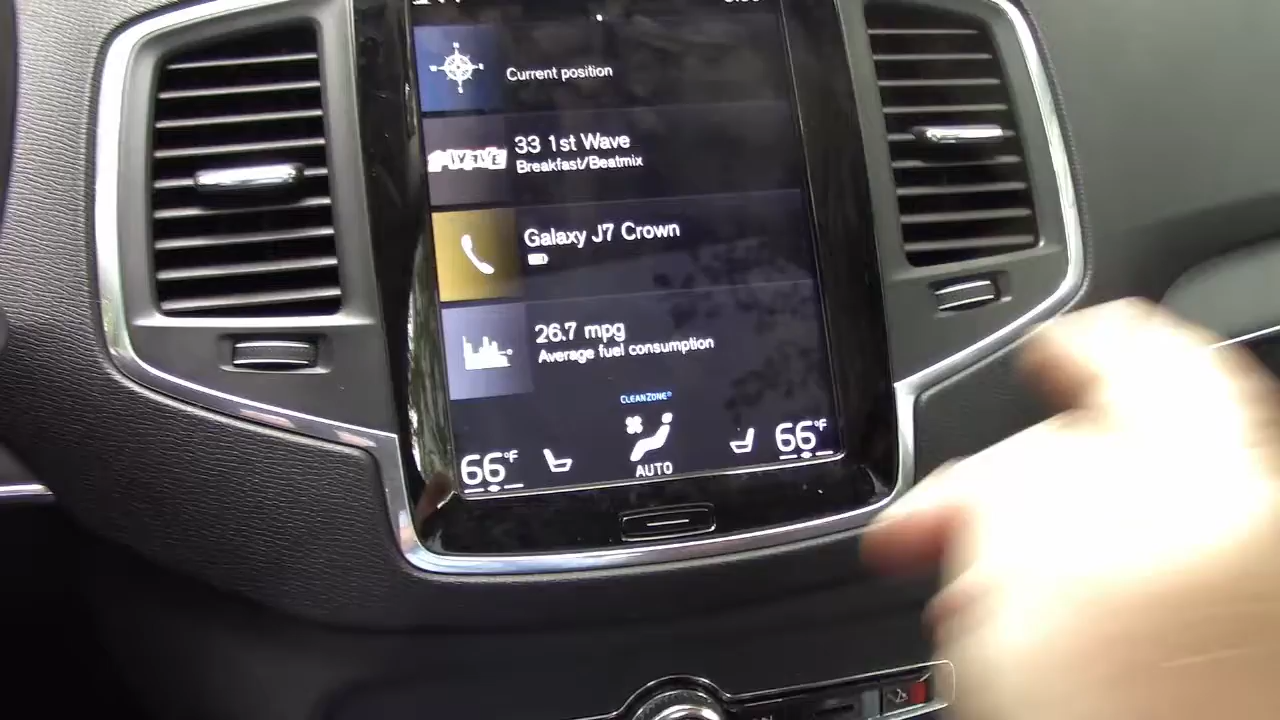 Current position
33 1st Wave
Breakfast/Beatmix
Galaxy J7 Crown
26.7 mpg
Average fuel consumption
CLEANZONE®
66°F
66°F
AUTO